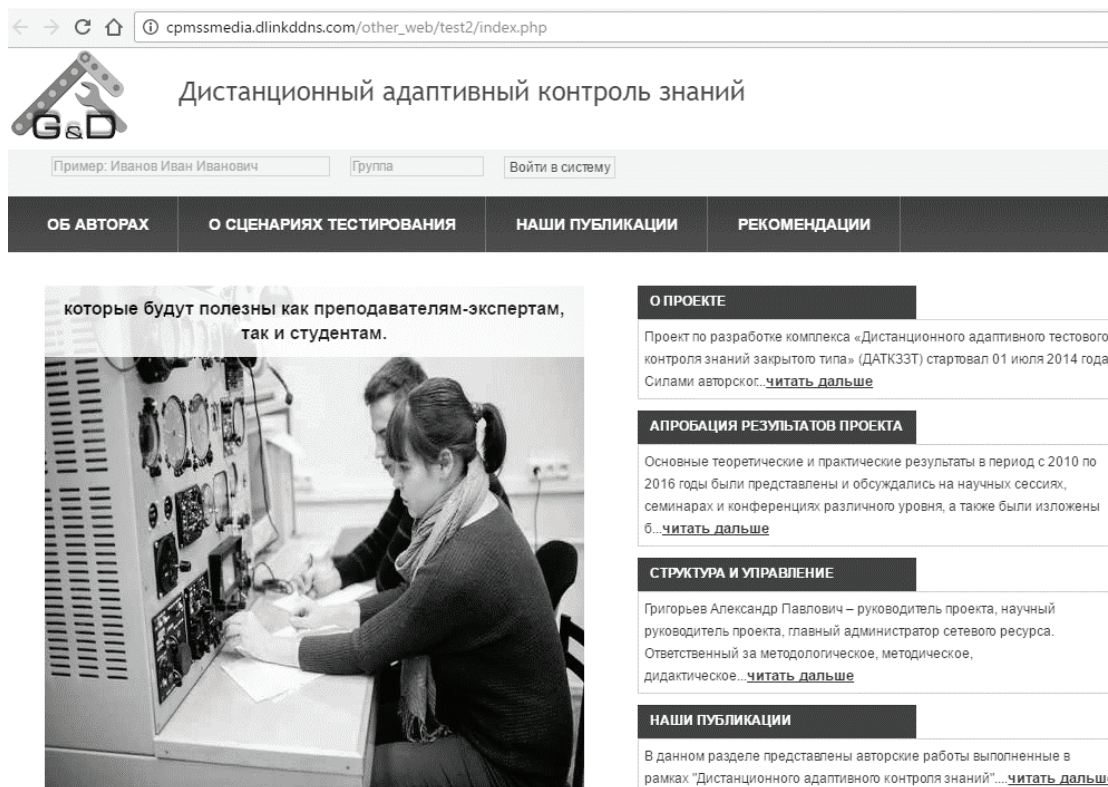 cpmssmedia.dlinkddns.com/other_web/test2/index.php
G&D
Дистанционный адаптивный контроль знаний
Пример: Иванов Иван Иванович
Группа
Войти в систему
ОБ АВТОРАХ
О СЦЕНАРИЯХ ТЕСТИРОВАНИЯ
НАШИ ПУБЛИКАЦИИ
РЕКОМЕНДАЦИИ
которые будут полезны как преподавателям-экспертам,
так и студентам.
О ПРОЕКТЕ
Проект по разработке комплекса «Дистанционного адаптивного тестового
контроля знаний закрытого типа» (ДАТКЗЗТ) стартовал 01 июля 2014 года
Силами авторског...читать дальше
АПРОБАЦИЯ РЕЗУЛЬТАТОВ ПРОЕКТА
Основные теоретические и практические результаты в период с 2010 по
2016 годы были представлены и обсуждались на научных сессиях,
семинарах и конференциях различного уровня, а также были изложены
б...читать дальше
СТРУКТУРА И УПРАВЛЕНИЕ
Григорьев Александр Павлович – руководитель проекта, научный
руководитель проекта, главный администратор сетевого ресурса.
Ответственный за методологическое, методическое,
дидактическое...читать дальше
НАШИ ПУБЛИКАЦИИ
В данном разделе представлены авторские работы выполненные в
рамках "Дистанционного адаптивного контроля знаний"....читать дальше